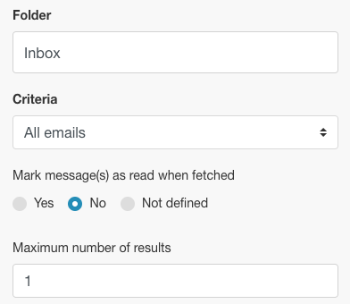 Folder
Inbox
Criteria
All emails
Mark message(s) as read when fetched
Yes No Not defined
Maximum number of results
1